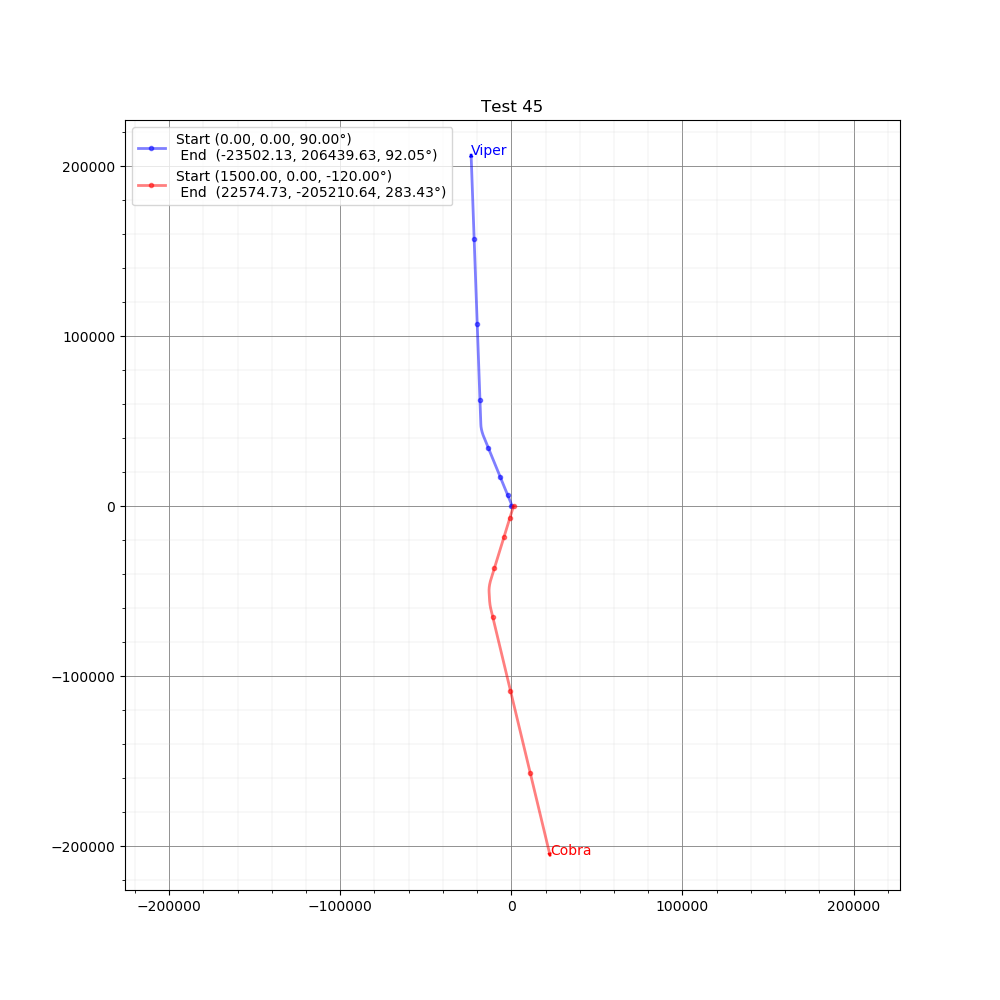 Test 45
Start (0.00, 0.00, 90.00°)
End (-23502.13, 206439.63, 92.05°)
Start (1500.00, 0.00, -120.00°)
End (22574.73, -205210.64, 283.43°)
Viper
200000
100000
0
−100000
−200000
Cobra
−200000 −100000 0 100000 200000